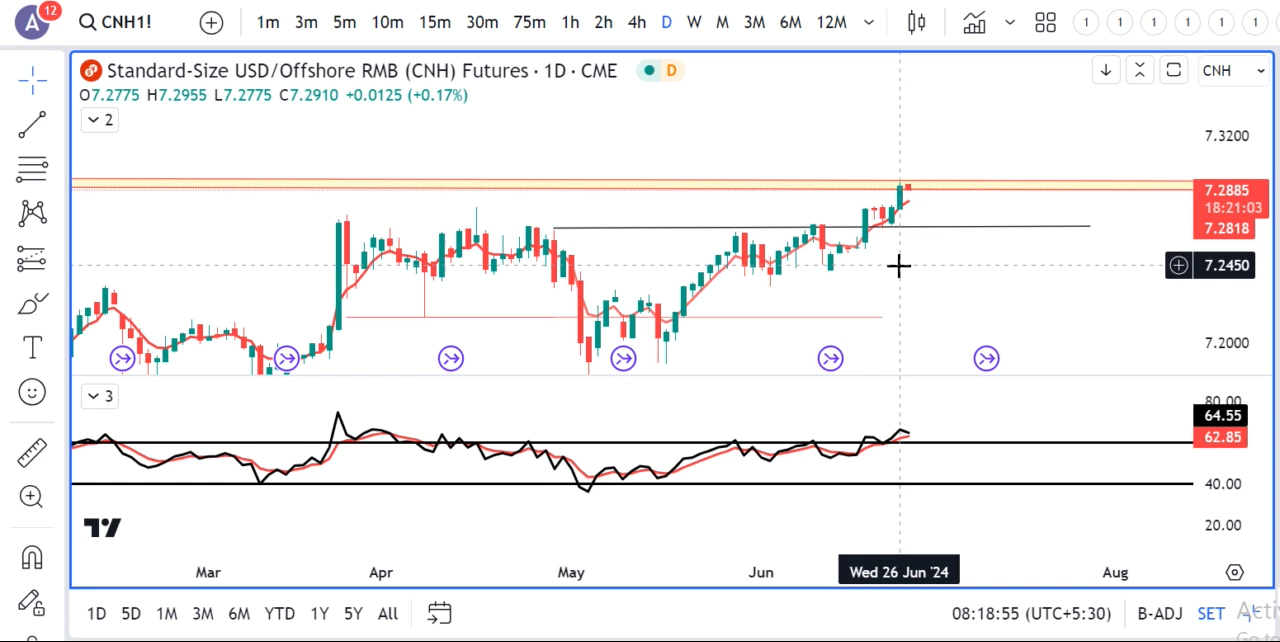 A 12 CNH1! 1m 3m 5m 10m 15m 30m 75m 1h 2h 4h D W M 3M 6M 12M 1 1 1 1 1 1
Standard-Size USD/Offshore RMB (CNH) Futures · 1D · CME D CNH
O7.2775 H7.2955 L7.2775 C7.2910 +0.0125 (+0.17%)
2
7.3200
7.2885
18:21:03
7.2818
7.2450
7.2000
3
80.00
64.55
62.85
40.00
20.00
Mar Apr May Jun Wed 26 Jun '24 Aug
1D 5D 1M 3M 6M YTD 1Y 5Y All 08:18:55 (UTC+5:30) B-ADJ SET